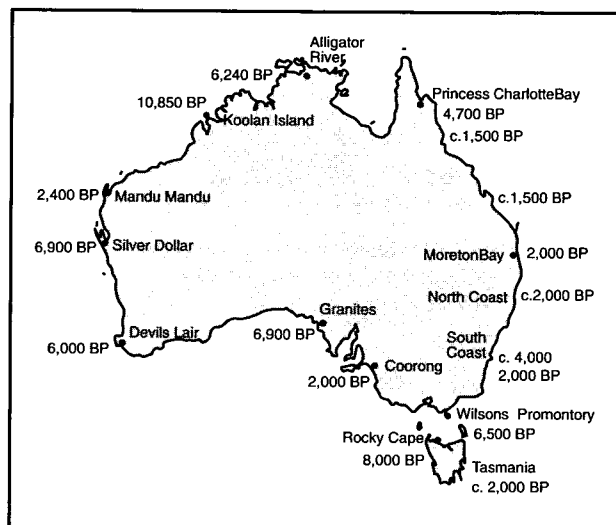 Alligator
River
6,240 BP
10,850 BP
Koolan Island
Princess CharlotteBay
4,700 BP
c.1,500 BP
2,400 BP
Mandu Mandu
c.1,500 BP
6,900 BP
Silver Dollar
MoretonBay
2,000 BP
North Coast
c.2,000 BP
Granites
6,900 BP
Devils Lair
6,000 BP
South
Coast
c. 4,000
2,000 BP
Coorong
2,000 BP
Wilsons Promontory
6,500 BP
Rocky Cape
8,000 BP
Tasmania
c. 2,000 BP